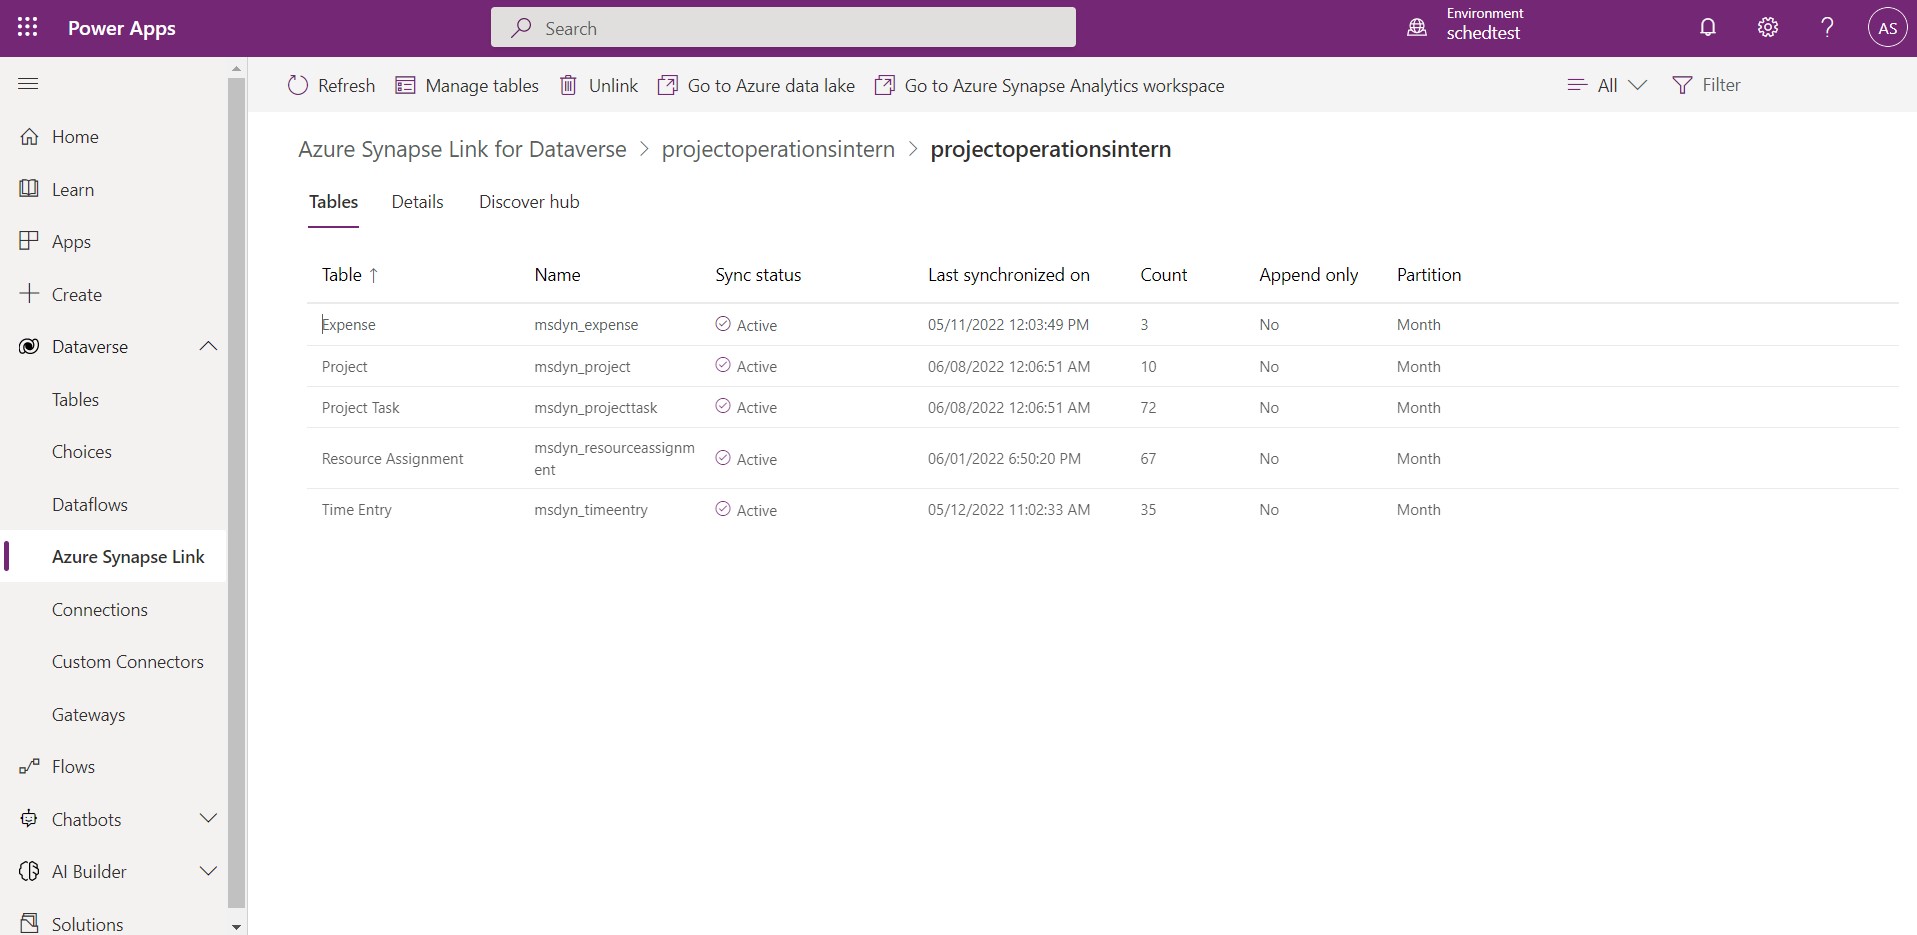 Power Apps
Search
Environment
schedtest
AS
Refresh
Manage tables
Unlink
Go to Azure data lake
Go to Azure Synapse Analytics workspace
All
Filter
Home
Learn
Apps
Create
Dataverse
Tables
Choices
Dataflows
Azure Synapse Link
Connections
Custom Connectors
Gateways
Flows
Chatbots
AI Builder
Solutions
Azure Synapse Link for Dataverse > projectoperationsintern > projectoperationsintern
Tables Details Discover hub
Table ↑ Name Sync status Last synchronized on Count Append only Partition
Expense msdyn_expense Active 05/11/2022 12:03:49 PM 3 No Month
Project msdyn_project Active 06/08/2022 12:06:51 AM 10 No Month
Project Task msdyn_projecttask Active 06/08/2022 12:06:51 AM 72 No Month
Resource Assignment msdyn_resourceassignm
ent Active 06/01/2022 6:50:20 PM 67 No Month
Time Entry msdyn_timeentry Active 05/12/2022 11:02:33 AM 35 No Month